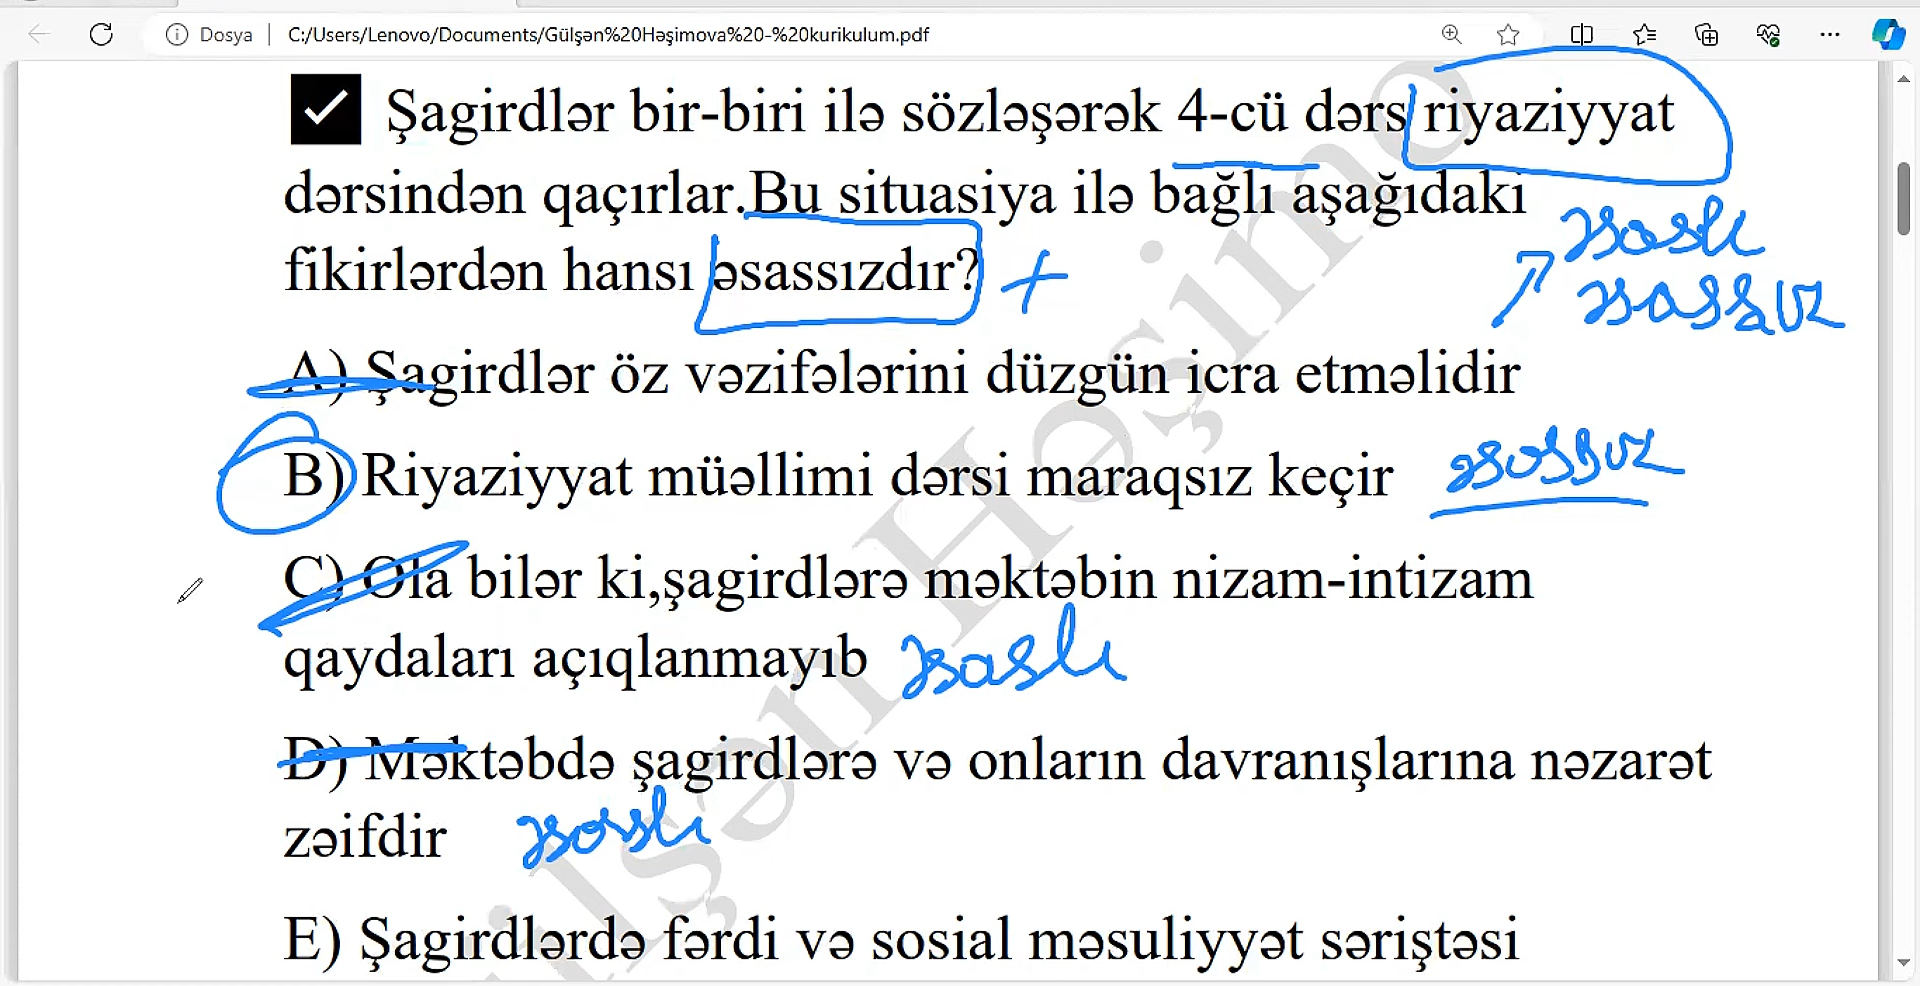 Dosya | C:/Users/Lenovo/Documents/Gülşən%20Həşimova%20-%20kurikulum.pdf
Şagirdlər bir-biri ilə sözləşərək 4-cü dərs riyaziyyat
dərsindən qaçırlar.Bu situasiya ilə bağlı aşağıdakı
əsaslı
fikirlərdən hansı əsassızdır? +
əsassız
A) Şagirdlər öz vəzifələrini düzgün icra etməlidir
B) Riyaziyyat müəllimi dərsi maraqsız keçir əsassız
C) Ola bilər ki,şagirdlərə məktəbin nizam-intizam
qaydaları açıqlanmayıb əsaslı
D) Məktəbdə şagirdlərə və onların davranışlarına nəzarət
zəifdir əsaslı
E) Şagirdlərdə fərdi və sosial məsuliyyət səriştəsi